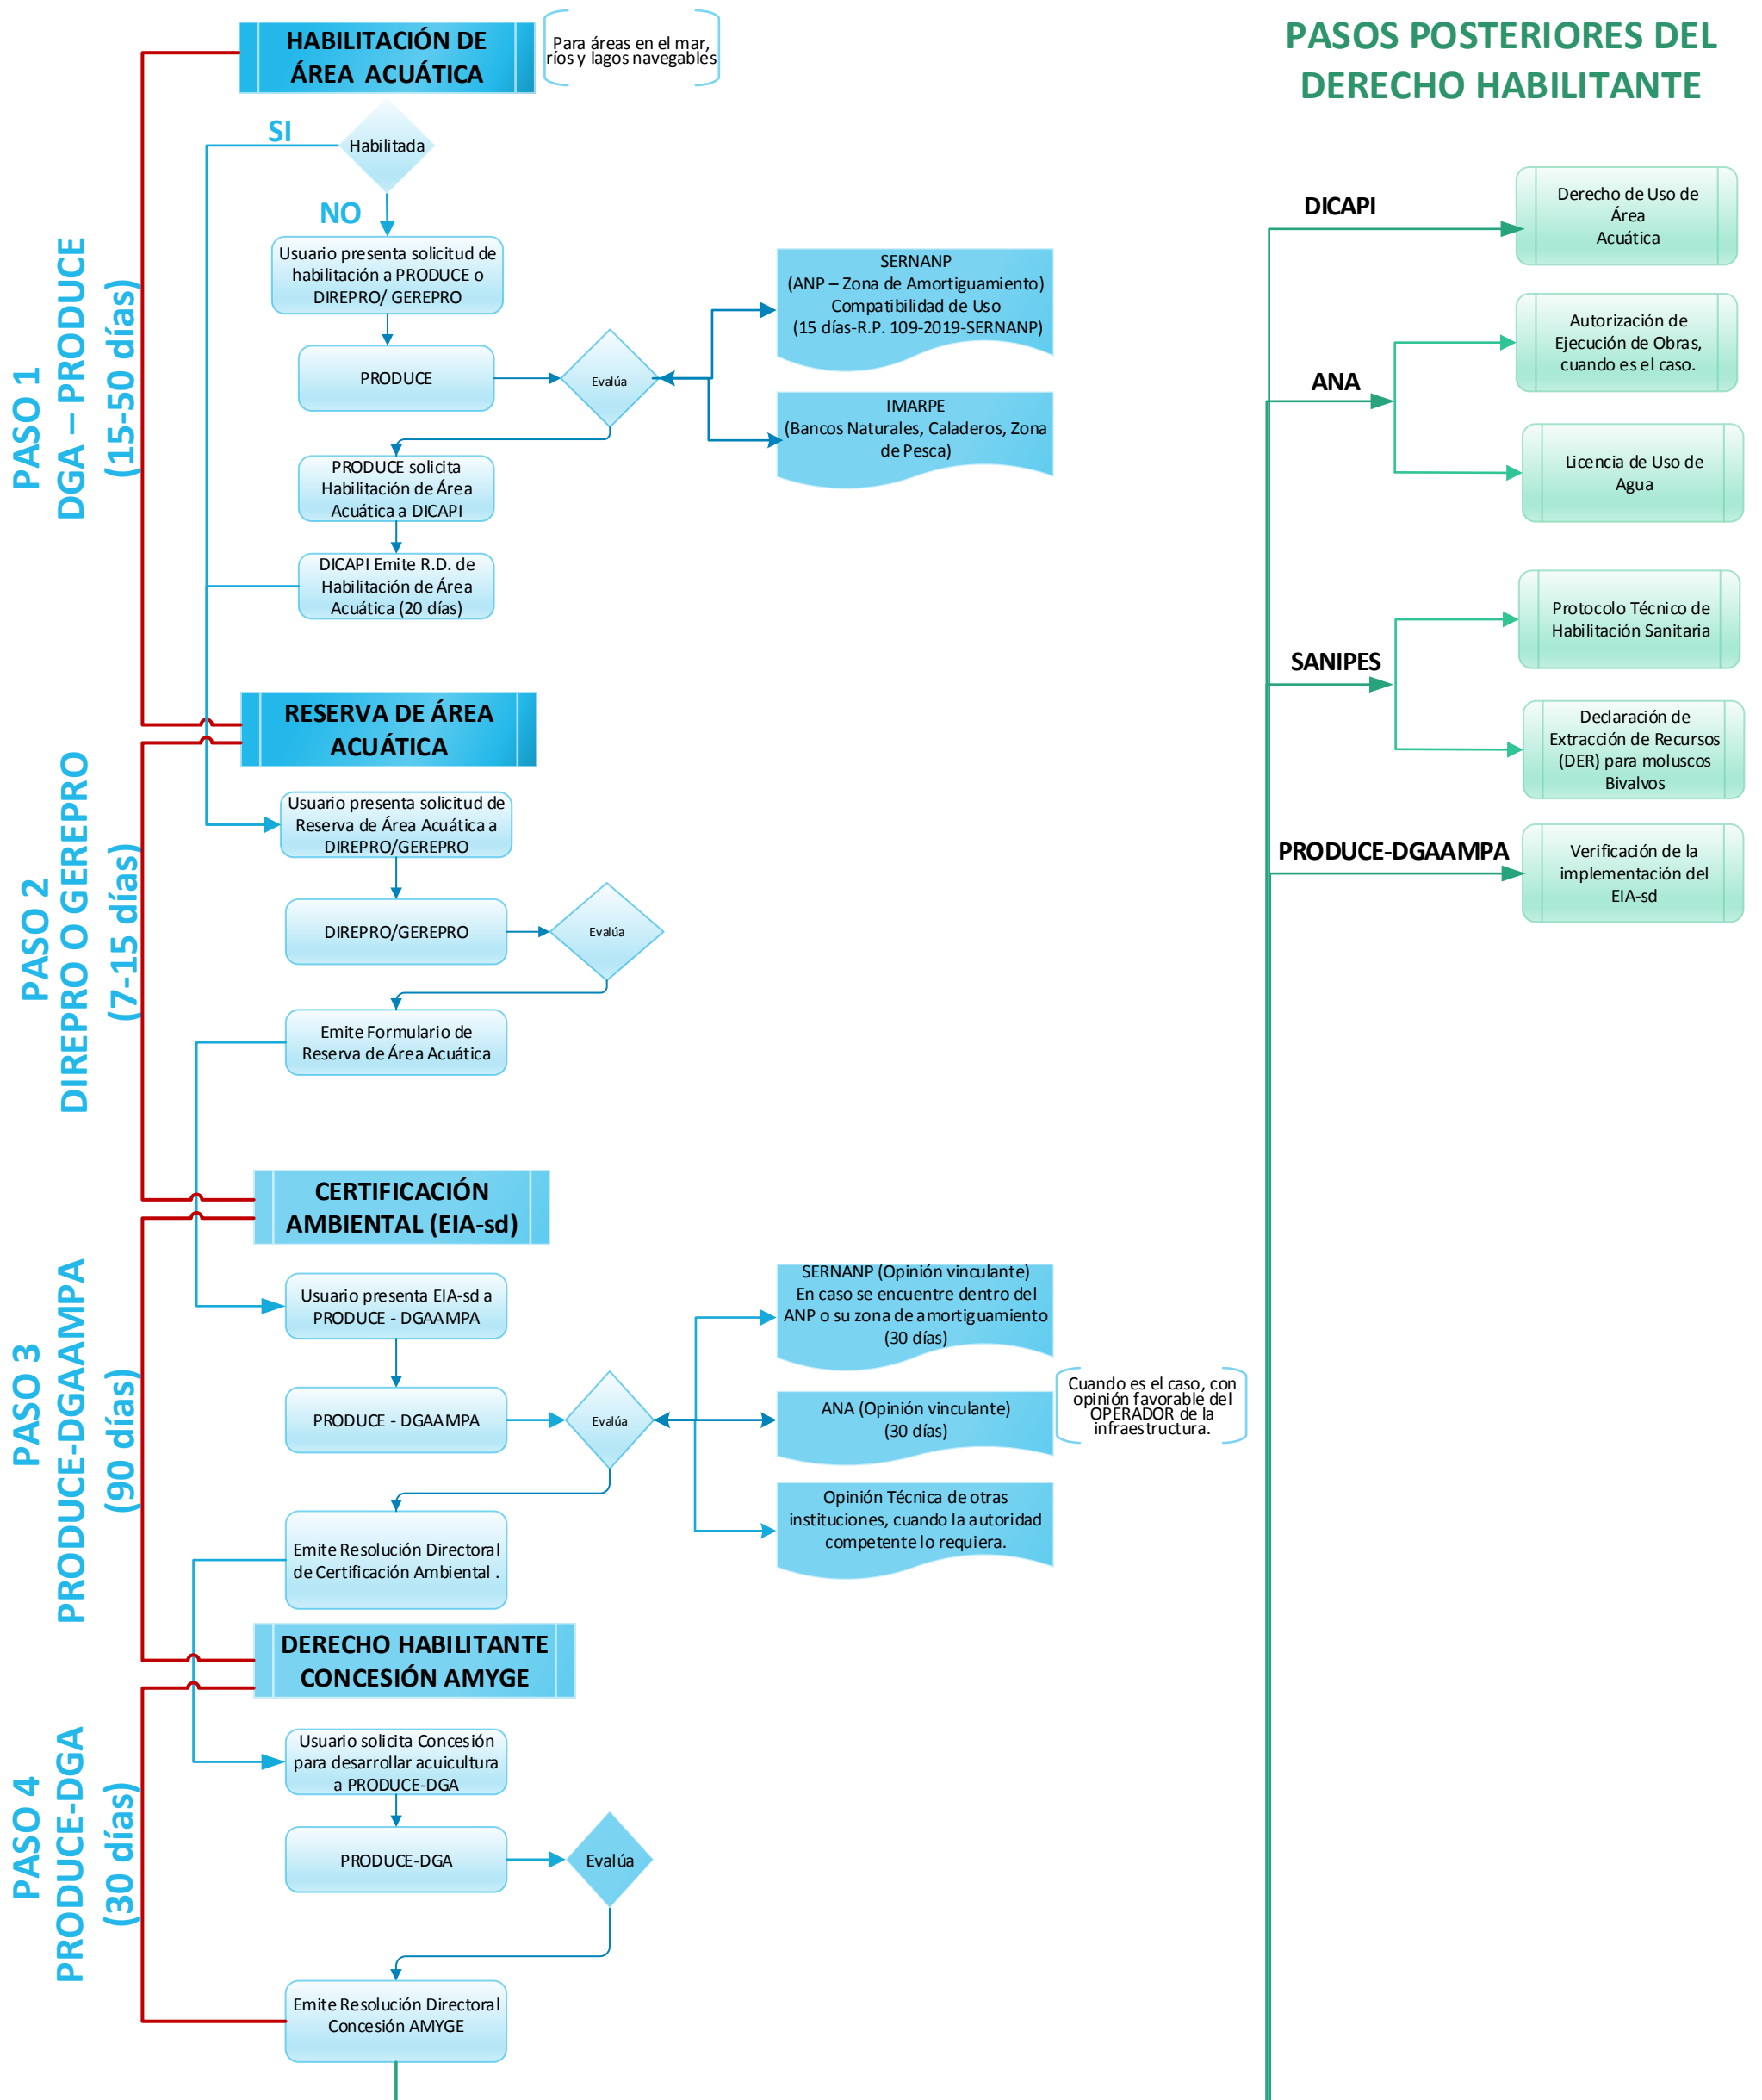 HABILITACIÓN DE
ÁREA ACUÁTICA
Para áreas en el mar,
ríos y lagos navegables
SI
Habilitada
NO
Usuario presenta solicitud de
habilitación a PRODUCE o
DIREPRO/ GEREPRO
PRODUCE
Evalúa
SERNANP
(ANP – Zona de Amortiguamiento)
Compatibilidad de Uso
(15 días-R.P. 109-2019-SERNANP)
IMARPE
(Bancos Naturales, Caladeros, Zona
de Pesca)
PRODUCE solicita
Habilitación de Área
Acuática a DICAPI
DICAPI Emite R.D. de
Habilitación de Área
Acuática (20 días)
PASO 1
DGA – PRODUCE
(15-50 días)
RESERVA DE ÁREA
ACUÁTICA
Usuario presenta solicitud de
Reserva de Área Acuática a
DIREPRO/GEREPRO
DIREPRO/GEREPRO
Evalúa
Emite Formulario de
Reserva de Área Acuática
PASO 2
DIREPRO O GEREPRO
(7-15 días)
CERTIFICACIÓN
AMBIENTAL (EIA-sd)
Usuario presenta EIA-sd a
PRODUCE - DGAAMPA
PRODUCE - DGAAMPA
Evalúa
SERNANP (Opinión vinculante)
En caso se encuentre dentro del
ANP o su zona de amortiguamiento
(30 días)
ANA (Opinión vinculante)
(30 días)
Cuando es el caso, con
opinión favorable del
OPERADOR de la
infraestructura.
Opinión Técnica de otras
instituciones, cuando la autoridad
competente lo requiera.
Emite Resolución Directoral
de Certificación Ambiental .
PASO 3
PRODUCE-DGAAMPA
(90 días)
DERECHO HABILITANTE
CONCESIÓN AMYGE
Usuario solicita Concesión
para desarrollar acuicultura
a PRODUCE-DGA
PRODUCE-DGA
Evalúa
Emite Resolución Directoral
Concesión AMYGE
PASO 4
PRODUCE-DGA
(30 días)
PASOS POSTERIORES DEL
DERECHO HABILITANTE
DICAPI
Derecho de Uso de
Área
Acuática
ANA
Autorización de
Ejecución de Obras,
cuando es el caso.
Licencia de Uso de
Agua
SANIPES
Protocolo Técnico de
Habilitación Sanitaria
Declaración de
Extracción de Recursos
(DER) para moluscos
Bivalvos
PRODUCE-DGAAMPA
Verificación de la
implementación del
EIA-sd